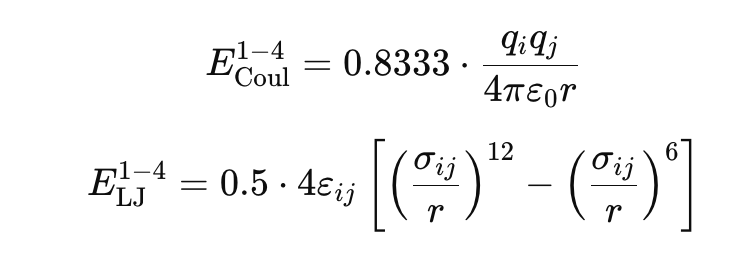 E_{\text{Coul}}^{1-4} = 0.8333 \cdot \frac{q_i q_j}{4\pi\varepsilon_0 r}
E_{\text{LJ}}^{1-4} = 0.5 \cdot 4\varepsilon_{ij} \left[ \left( \frac{\sigma_{ij}}{r} \right)^{12} - \left( \frac{\sigma_{ij}}{r} \right)^{6} \right]